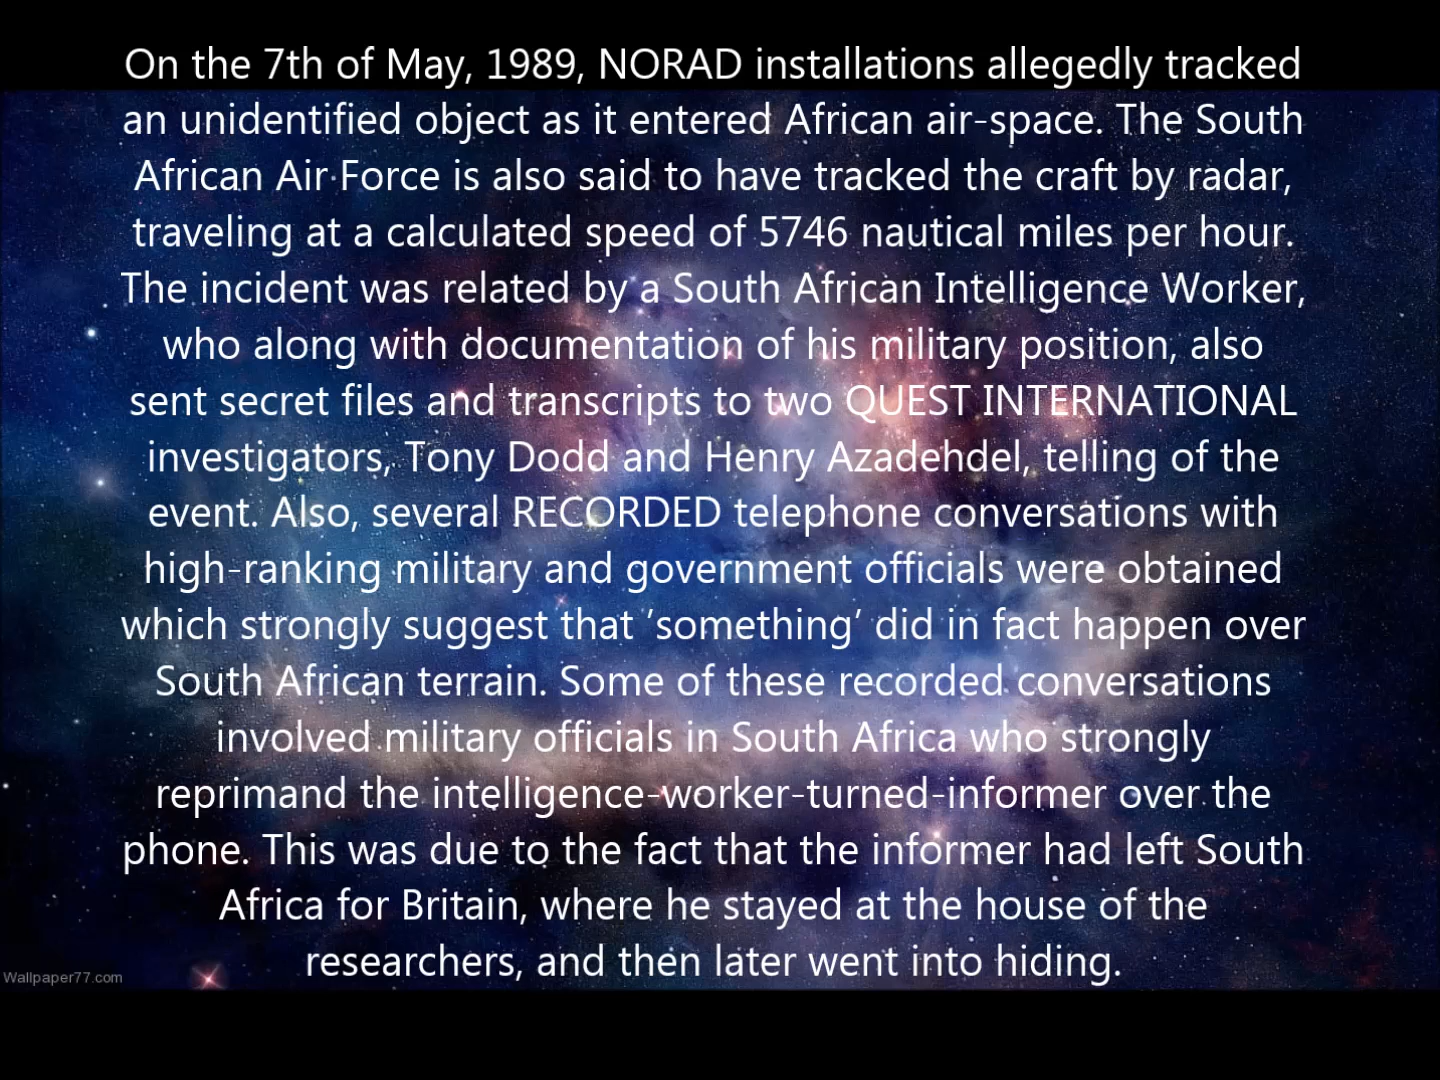 On the 7th of May, 1989, NORAD installations allegedly tracked
an unidentified object as it entered African air-space. The South
African Air Force is also said to have tracked the craft by radar,
traveling at a calculated speed of 5746 nautical miles per hour.
The incident was related by a South African Intelligence Worker,
who along with documentation of his military position, also
sent secret files and transcripts to two QUEST INTERNATIONAL
investigators, Tony Dodd and Henry Azadehdel, telling of the
event. Also, several RECORDED telephone conversations with
high-ranking military and government officials were obtained
which strongly suggest that ’something’ did in fact happen over
South African terrain. Some of these recorded conversations
involved military officials in South Africa who strongly
reprimand the intelligence-worker-turned-informer over the
phone. This was due to the fact that the informer had left South
Africa for Britain, where he stayed at the house of the
researchers, and then later went into hiding.
Wallpaper77.com